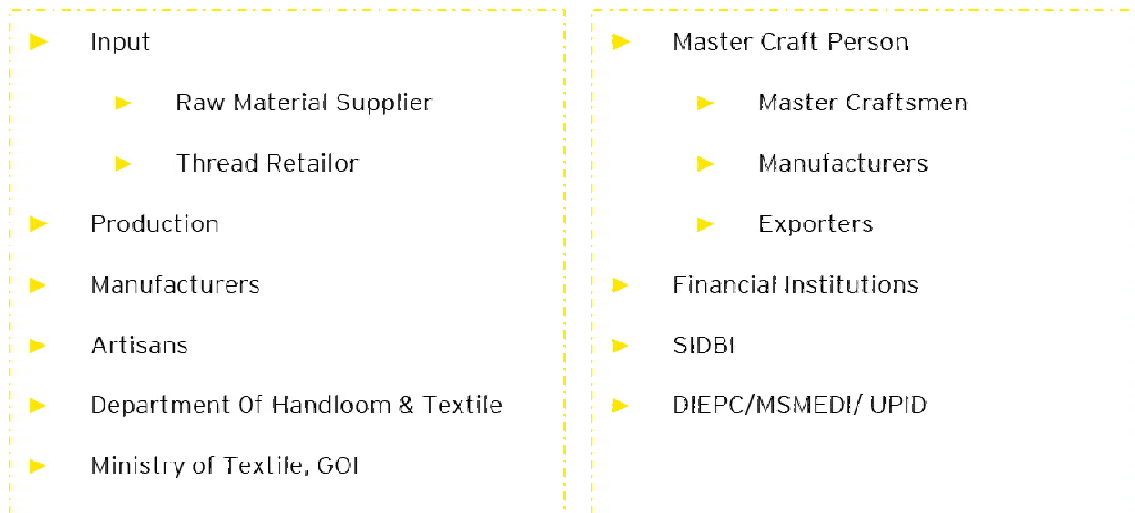 Input
Raw Material Supplier
Thread Retailor
Production
Manufacturers
Artisans
Department Of Handloom & Textile
Ministry of Textile, GOI
Master Craft Person
Master Craftsmen
Manufacturers
Exporters
Financial Institutions
SIDBI
DIEPC/MSMEDI/ UPID